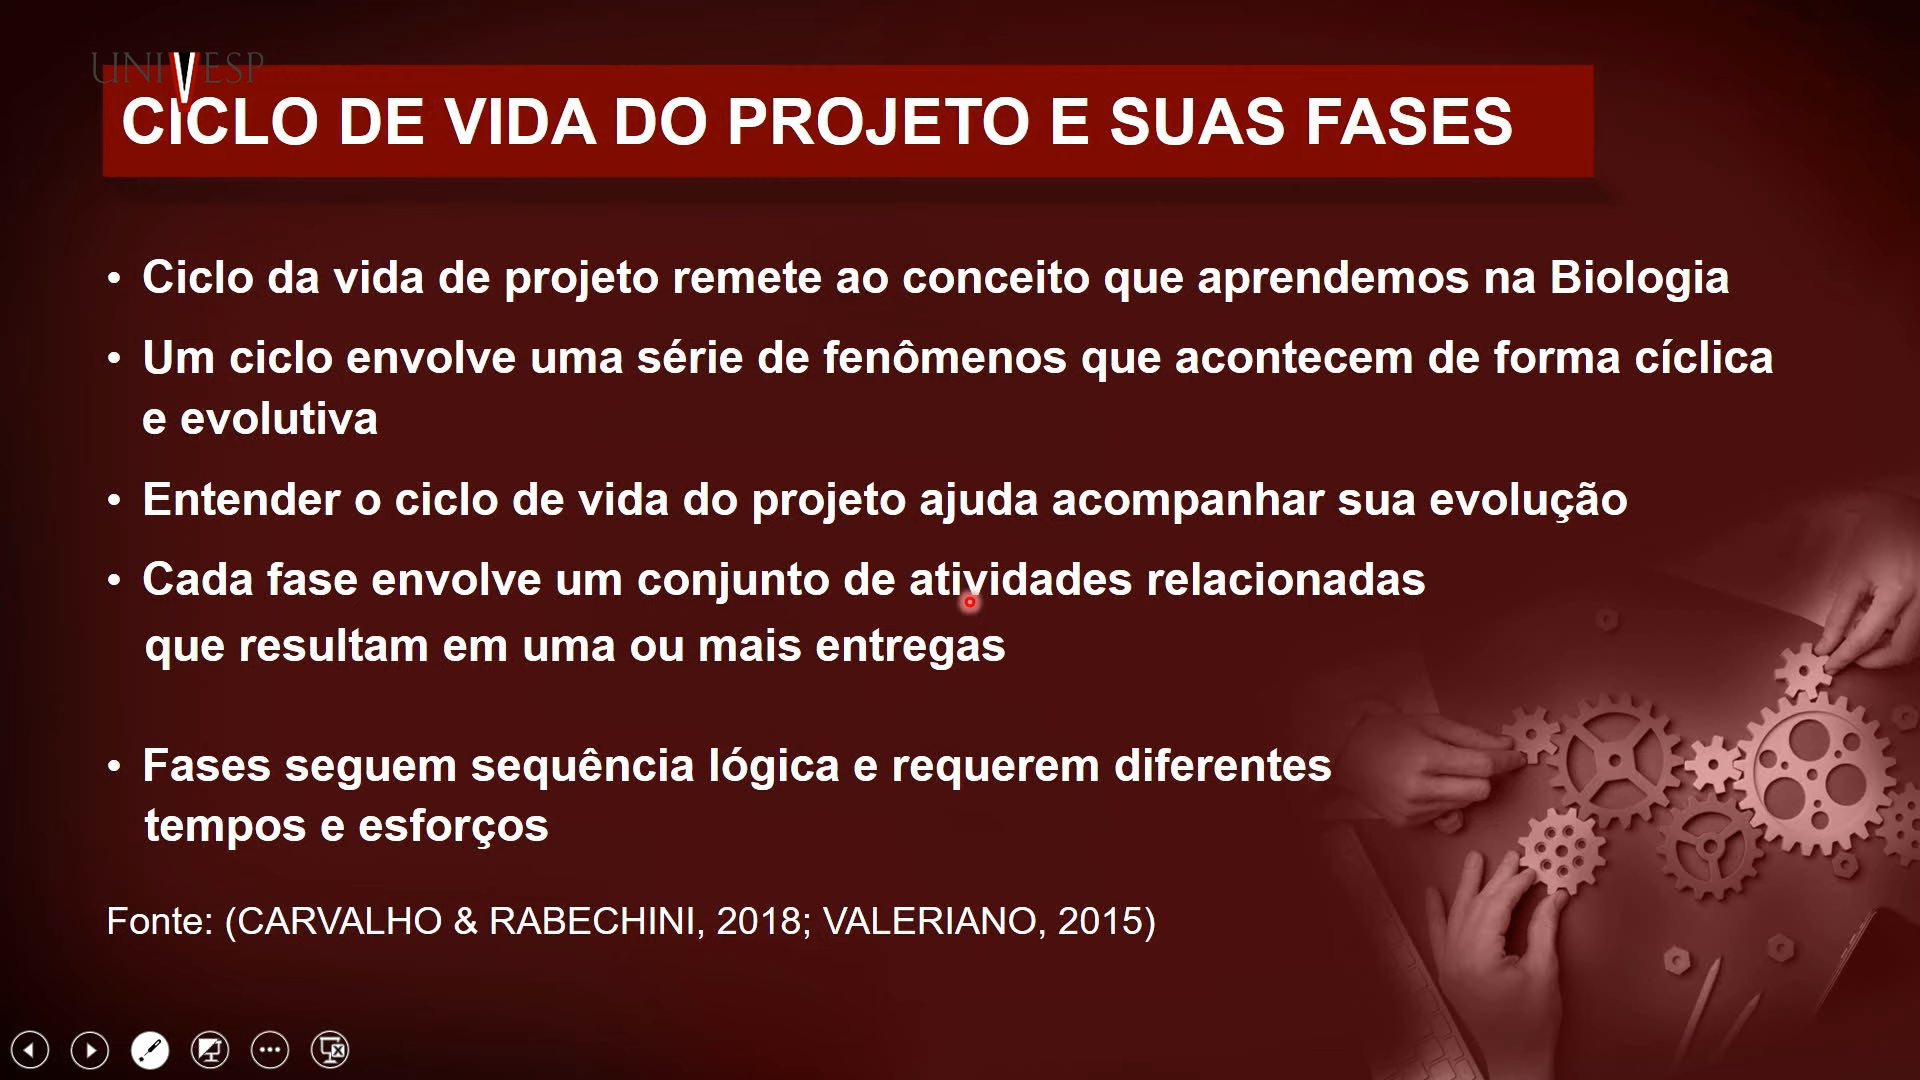 UNIVESP
CICLO DE VIDA DO PROJETO E SUAS FASES
• Ciclo da vida de projeto remete ao conceito que aprendemos na Biologia
• Um ciclo envolve uma série de fenômenos que acontecem de forma cíclica
e evolutiva
• Entender o ciclo de vida do projeto ajuda acompanhar sua evolução
• Cada fase envolve um conjunto de atividades relacionadas
que resultam em uma ou mais entregas
• Fases seguem sequência lógica e requerem diferentes
tempos e esforços
Fonte: (CARVALHO & RABECHINI, 2018; VALERIANO, 2015)